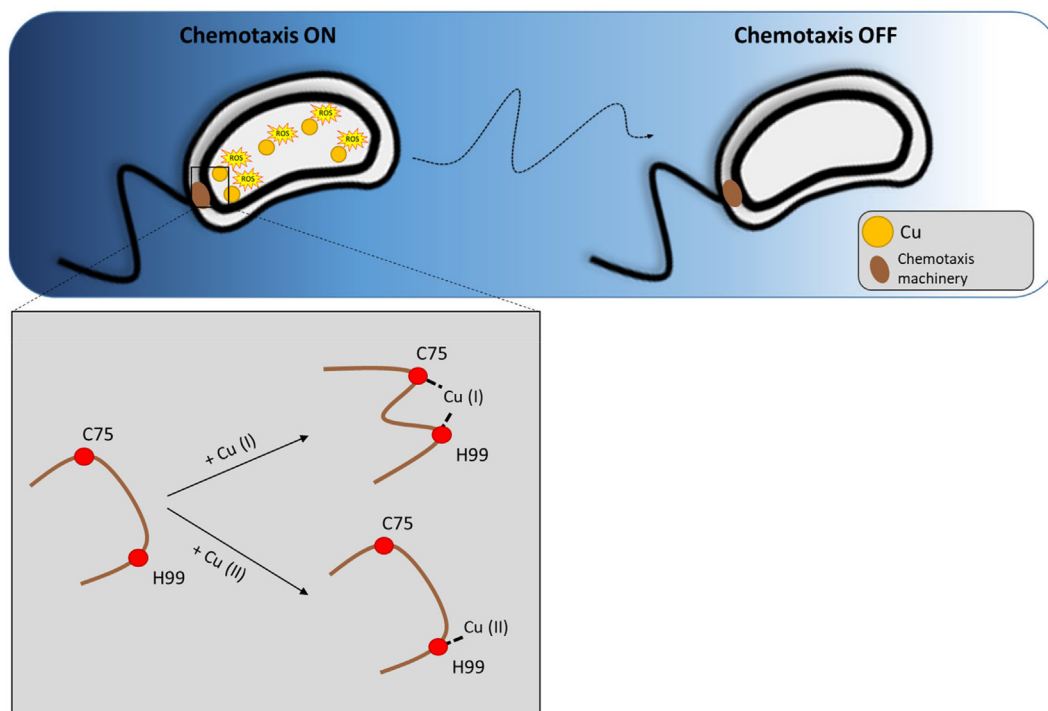 Chemotaxis ON
Chemotaxis OFF
ROS
ROS
ROS
ROS
ROS
Cu
Chemotaxis
machinery
C75
H99
+ Cu (I)
+ Cu (II)
C75
Cu (I)
H99
C75
Cu (II)
H99